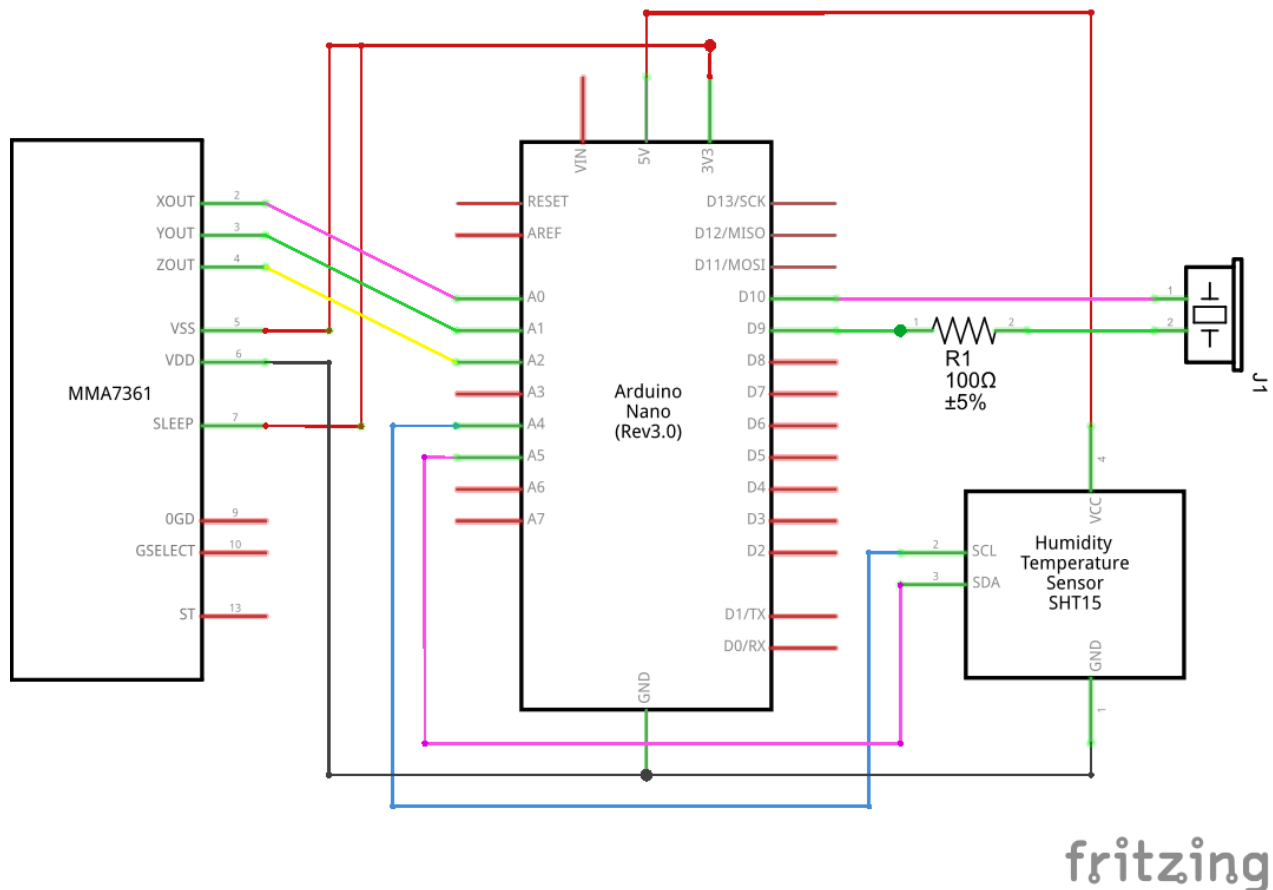 MMA7361
XOUT 2
YOUT 3
ZOUT 4
VSS 5
VDD 6
SLEEP 7
0GD 9
GSELECT 10
ST 13
VIN
5V
3V3
RESET
AREF
A0
A1
A2
A3
A4
A5
A6
A7
Arduino
Nano
(Rev3.0)
D13/SCK
D12/MISO
D11/MOSI
D10
D9
D8
D7
D6
D5
D4
D3
D2
D1/TX
D0/RX
GND
1
2
R1
100Ω
±5%
1
2
J1
4
VCC
2 SCL
3 SDA
Humidity
Temperature
Sensor
SHT15
GND
1
fritzing